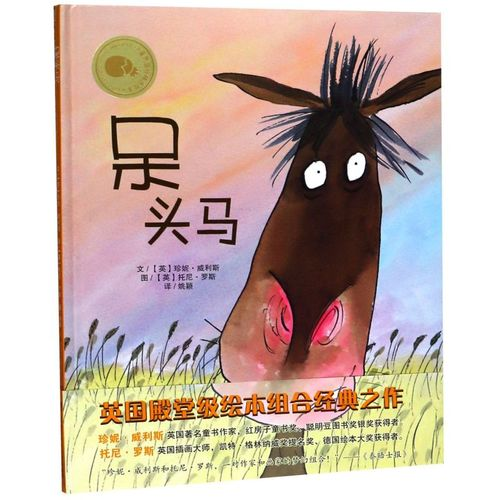 呆
头马
文/【英】珍妮·威利斯
图/【英】托尼·罗斯
译/姚颖
英国殿堂级绘本组合经典之作
珍妮·威利斯 英国著名童书作家，红房子童书奖、聪明豆图书奖银奖获得者。
托尼·罗斯 英国插画大师，凯特·格林纳威奖提名奖、德国绘本大奖获得者。
“珍妮·威利斯和托尼·罗斯，一对作家和画家的梦幻组合！”——《泰晤士报》